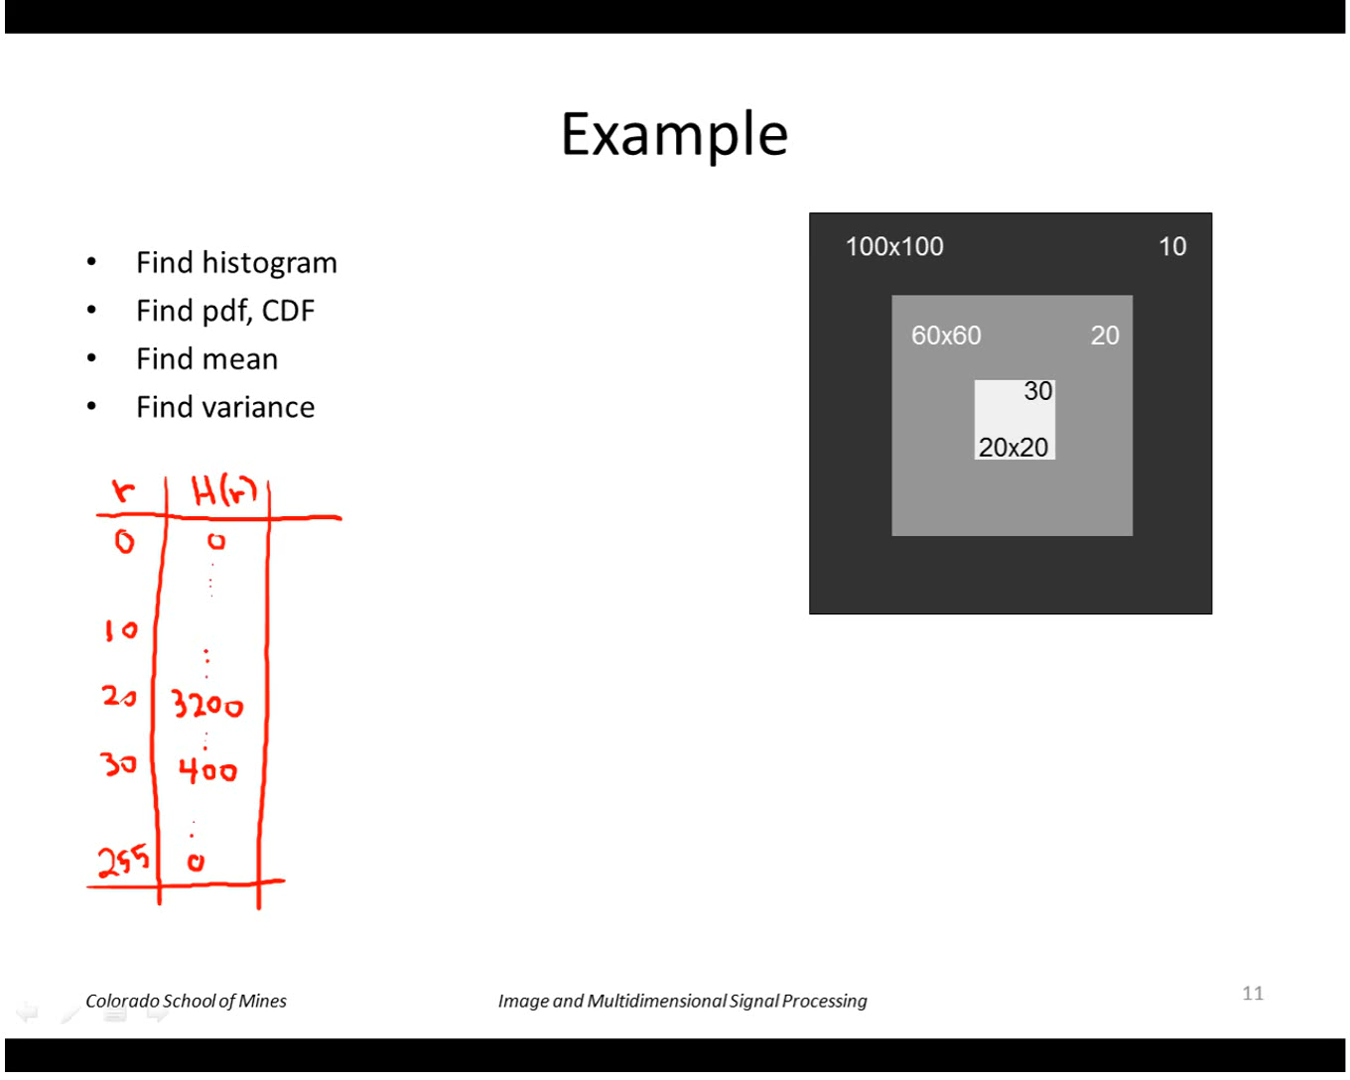 Example
• Find histogram
• Find pdf, CDF
• Find mean
• Find variance
100x100 10
60x60 20
30
20x20
r H(r)
0 0
10
20 3200
30 400
255 0
Colorado School of Mines Image and Multidimensional Signal Processing 11